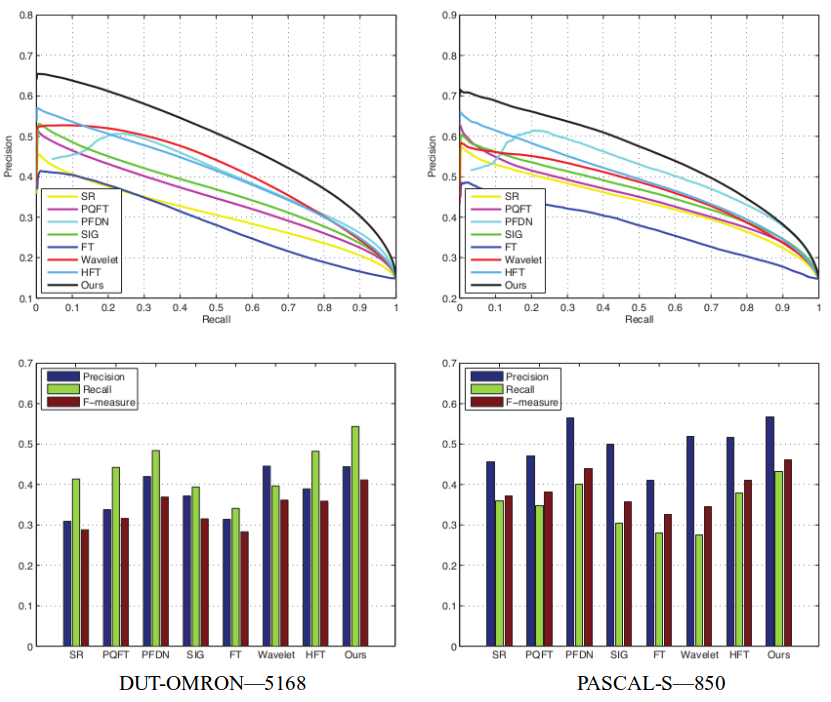 0.8
0.7
0.6
0.5
0.4
0.3
0.2
0.1
Precision
SR
PQFT
PFDN
SIG
FT
Wavelet
HFT
Ours
0 0.1 0.2 0.3 0.4 0.5 0.6 0.7 0.8 0.9 1
Recall
0.9
0.8
0.7
0.6
0.5
0.4
0.3
0.2
Precision
SR
PQFT
PFDN
SIG
FT
Wavelet
HFT
Ours
0 0.1 0.2 0.3 0.4 0.5 0.6 0.7 0.8 0.9 1
Recall
0.7
0.6
0.5
0.4
0.3
0.2
0.1
0
Precision
Recall
F-measure
SR PQFT PFDN SIG FT Wavelet HFT Ours
DUT-OMRON—5168
0.7
0.6
0.5
0.4
0.3
0.2
0.1
0
Precision
Recall
F-measure
SR PQFT PFDN SIG FT Wavelet HFT Ours
PASCAL-S—850